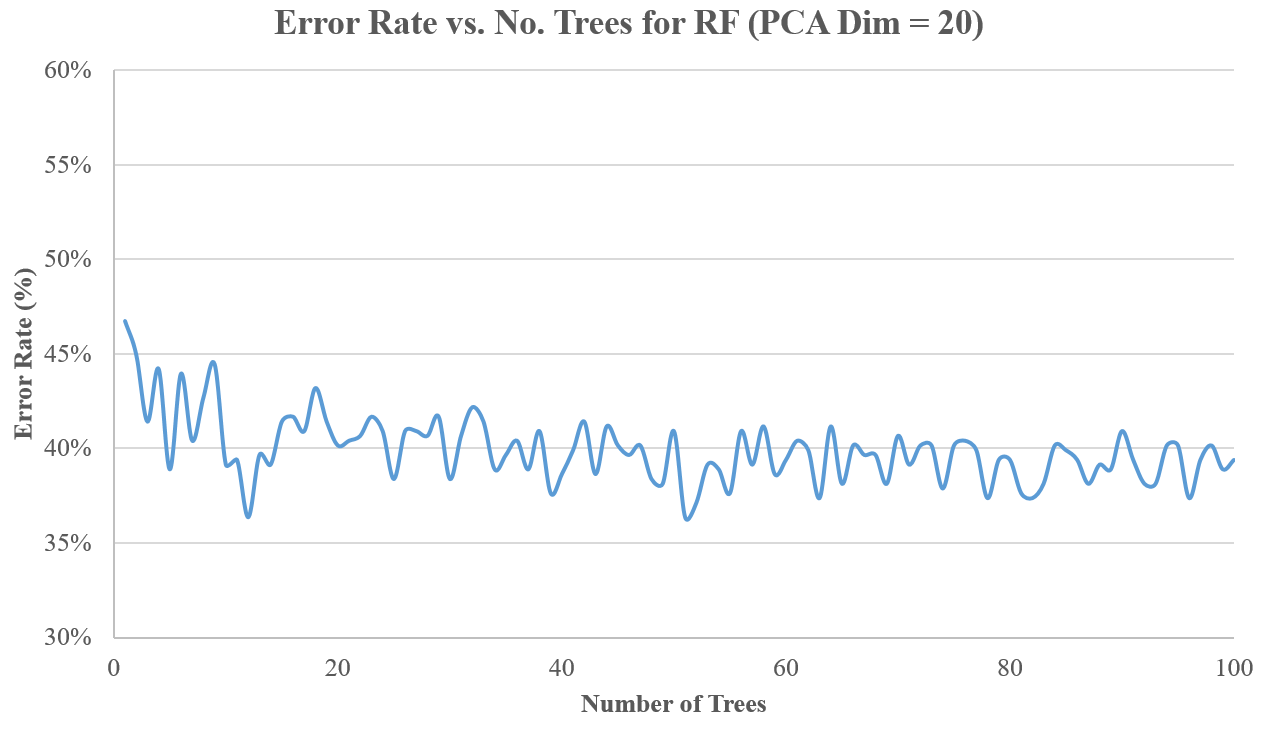 Error Rate vs. No. Trees for RF (PCA Dim = 20)
60%
55%
50%
45%
40%
35%
30%
Error Rate (%)
0 20 40 60 80 100
Number of Trees